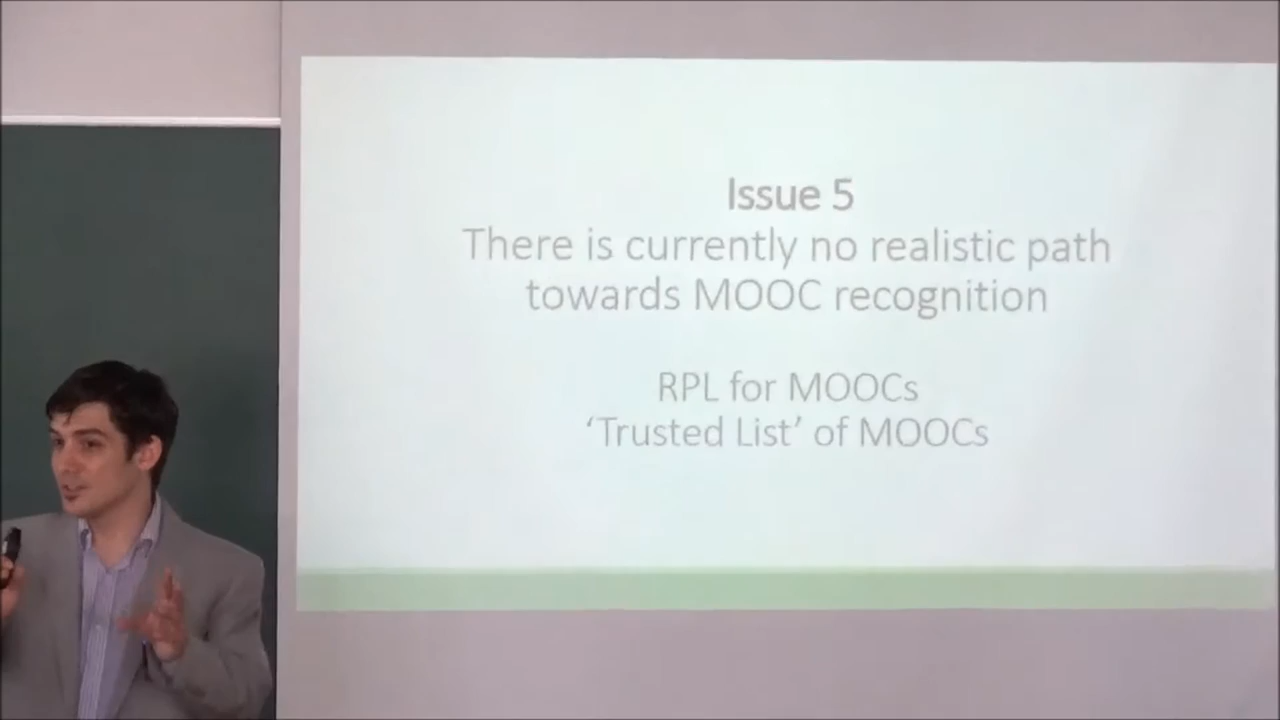 Issue 5
There is currently no realistic path
towards MOOC recognition
RPL for MOOCs
‘Trusted List’ of MOOCs